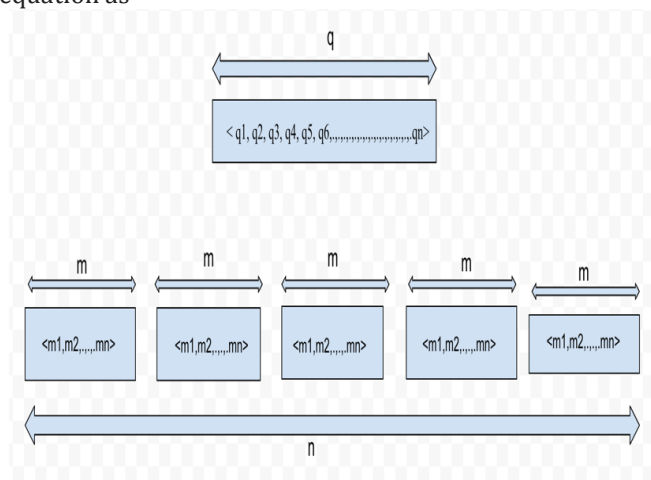 equation as
q
< q1, q2, q3, q4, q5, q6,.,.,.,.,.,.,.,.,.,.,.,.,.,.,.,.,.qn>
m m m m m
<m1,m2,.,.,..mn> <m1,m2,.,.,..mn> <m1,m2,.,.,..mn> <m1,m2,.,.,..mn> <m1,m2,.,.,..mn>
n